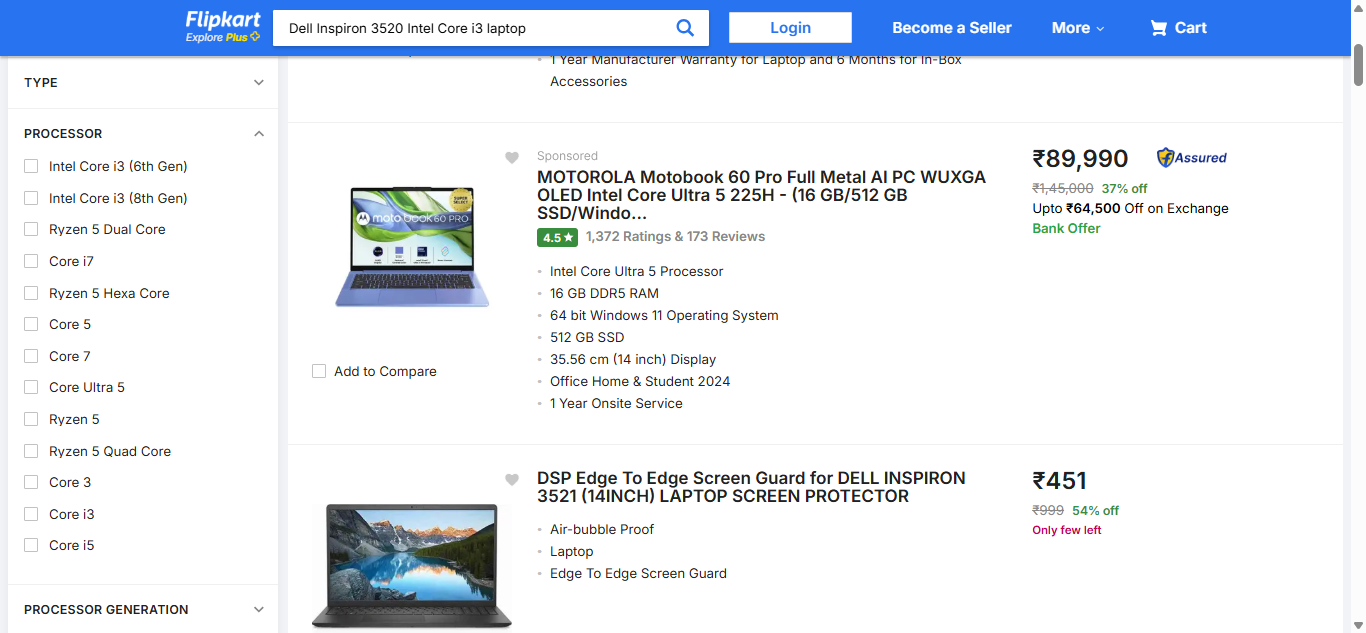 Flipkart
Explore Plus
Dell Inspiron 3520 Intel Core i3 laptop
Login
Become a Seller
More
Cart
TYPE
PROCESSOR
Intel Core i3 (6th Gen)
Intel Core i3 (8th Gen)
Ryzen 5 Dual Core
Core i7
Ryzen 5 Hexa Core
Core 5
Core 7
Core Ultra 5
Ryzen 5
Ryzen 5 Quad Core
Core 3
Core i3
Core i5
PROCESSOR GENERATION
1 Year Manufacturer Warranty for Laptop and 6 Months for In-Box
Accessories
SUPER
SELECT
moto book 60 PRO
Add to Compare
Sponsored
MOTOROLA Motobook 60 Pro Full Metal AI PC WUXGA
OLED Intel Core Ultra 5 225H - (16 GB/512 GB
SSD/Windo...
4.5★ 1,372 Ratings & 173 Reviews
Intel Core Ultra 5 Processor
16 GB DDR5 RAM
64 bit Windows 11 Operating System
512 GB SSD
35.56 cm (14 inch) Display
Office Home & Student 2024
1 Year Onsite Service
₹89,990
Assured
₹1,45,000 37% off
Upto ₹64,500 Off on Exchange
Bank Offer
DSP Edge To Edge Screen Guard for DELL INSPIRON
3521 (14INCH) LAPTOP SCREEN PROTECTOR
Air-bubble Proof
Laptop
Edge To Edge Screen Guard
₹451
₹999 54% off
Only few left